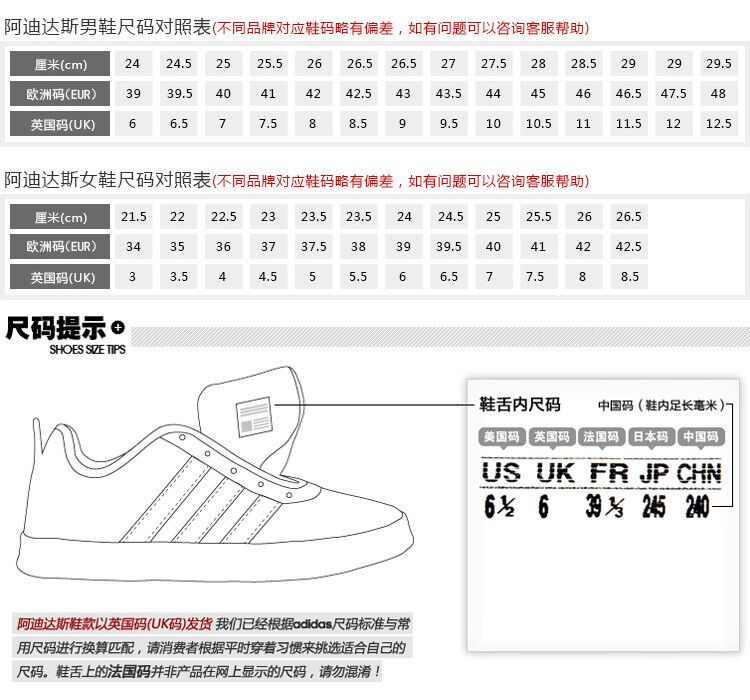 阿迪达斯男鞋尺码对照表(不同品牌对应鞋码略有偏差，如有问题可以咨询客服帮助)
厘米(cm) 24 24.5 25 25.5 26 26.5 26.5 27 27.5 28 28.5 29 29 29.5
欧洲码(EUR) 39 39.5 40 41 42 42.5 43 43.5 44 45 46 46.5 47.5 48
英国码(UK) 6 6.5 7 7.5 8 8.5 9 9.5 10 10.5 11 11.5 12 12.5
阿迪达斯女鞋尺码对照表(不同品牌对应鞋码略有偏差，如有问题可以咨询客服帮助)
厘米(cm) 21.5 22 22.5 23 23.5 23.5 24 24.5 25 25.5 26 26.5
欧洲码(EUR) 34 35 36 37 37.5 38 39 39.5 40 41 42 42.5
英国码(UK) 3 3.5 4 4.5 5 5.5 6 6.5 7 7.5 8 8.5
尺码提示
SHOES SIZE TIPS
鞋舌内尺码 中国码（鞋内足长毫米）
美国码 英国码 法国码 日本码 中国码
US UK FR JP CHN
6½ 6 39⅓ 245 240
阿迪达斯鞋款以英国码(UK码)发货 我们已经根据adidas尺码标准与常
用尺码进行换算匹配，请消费者根据平时穿着习惯来挑选适合自己的
尺码。鞋舌上的法国码并非产品在网上显示的尺码，请勿混淆！